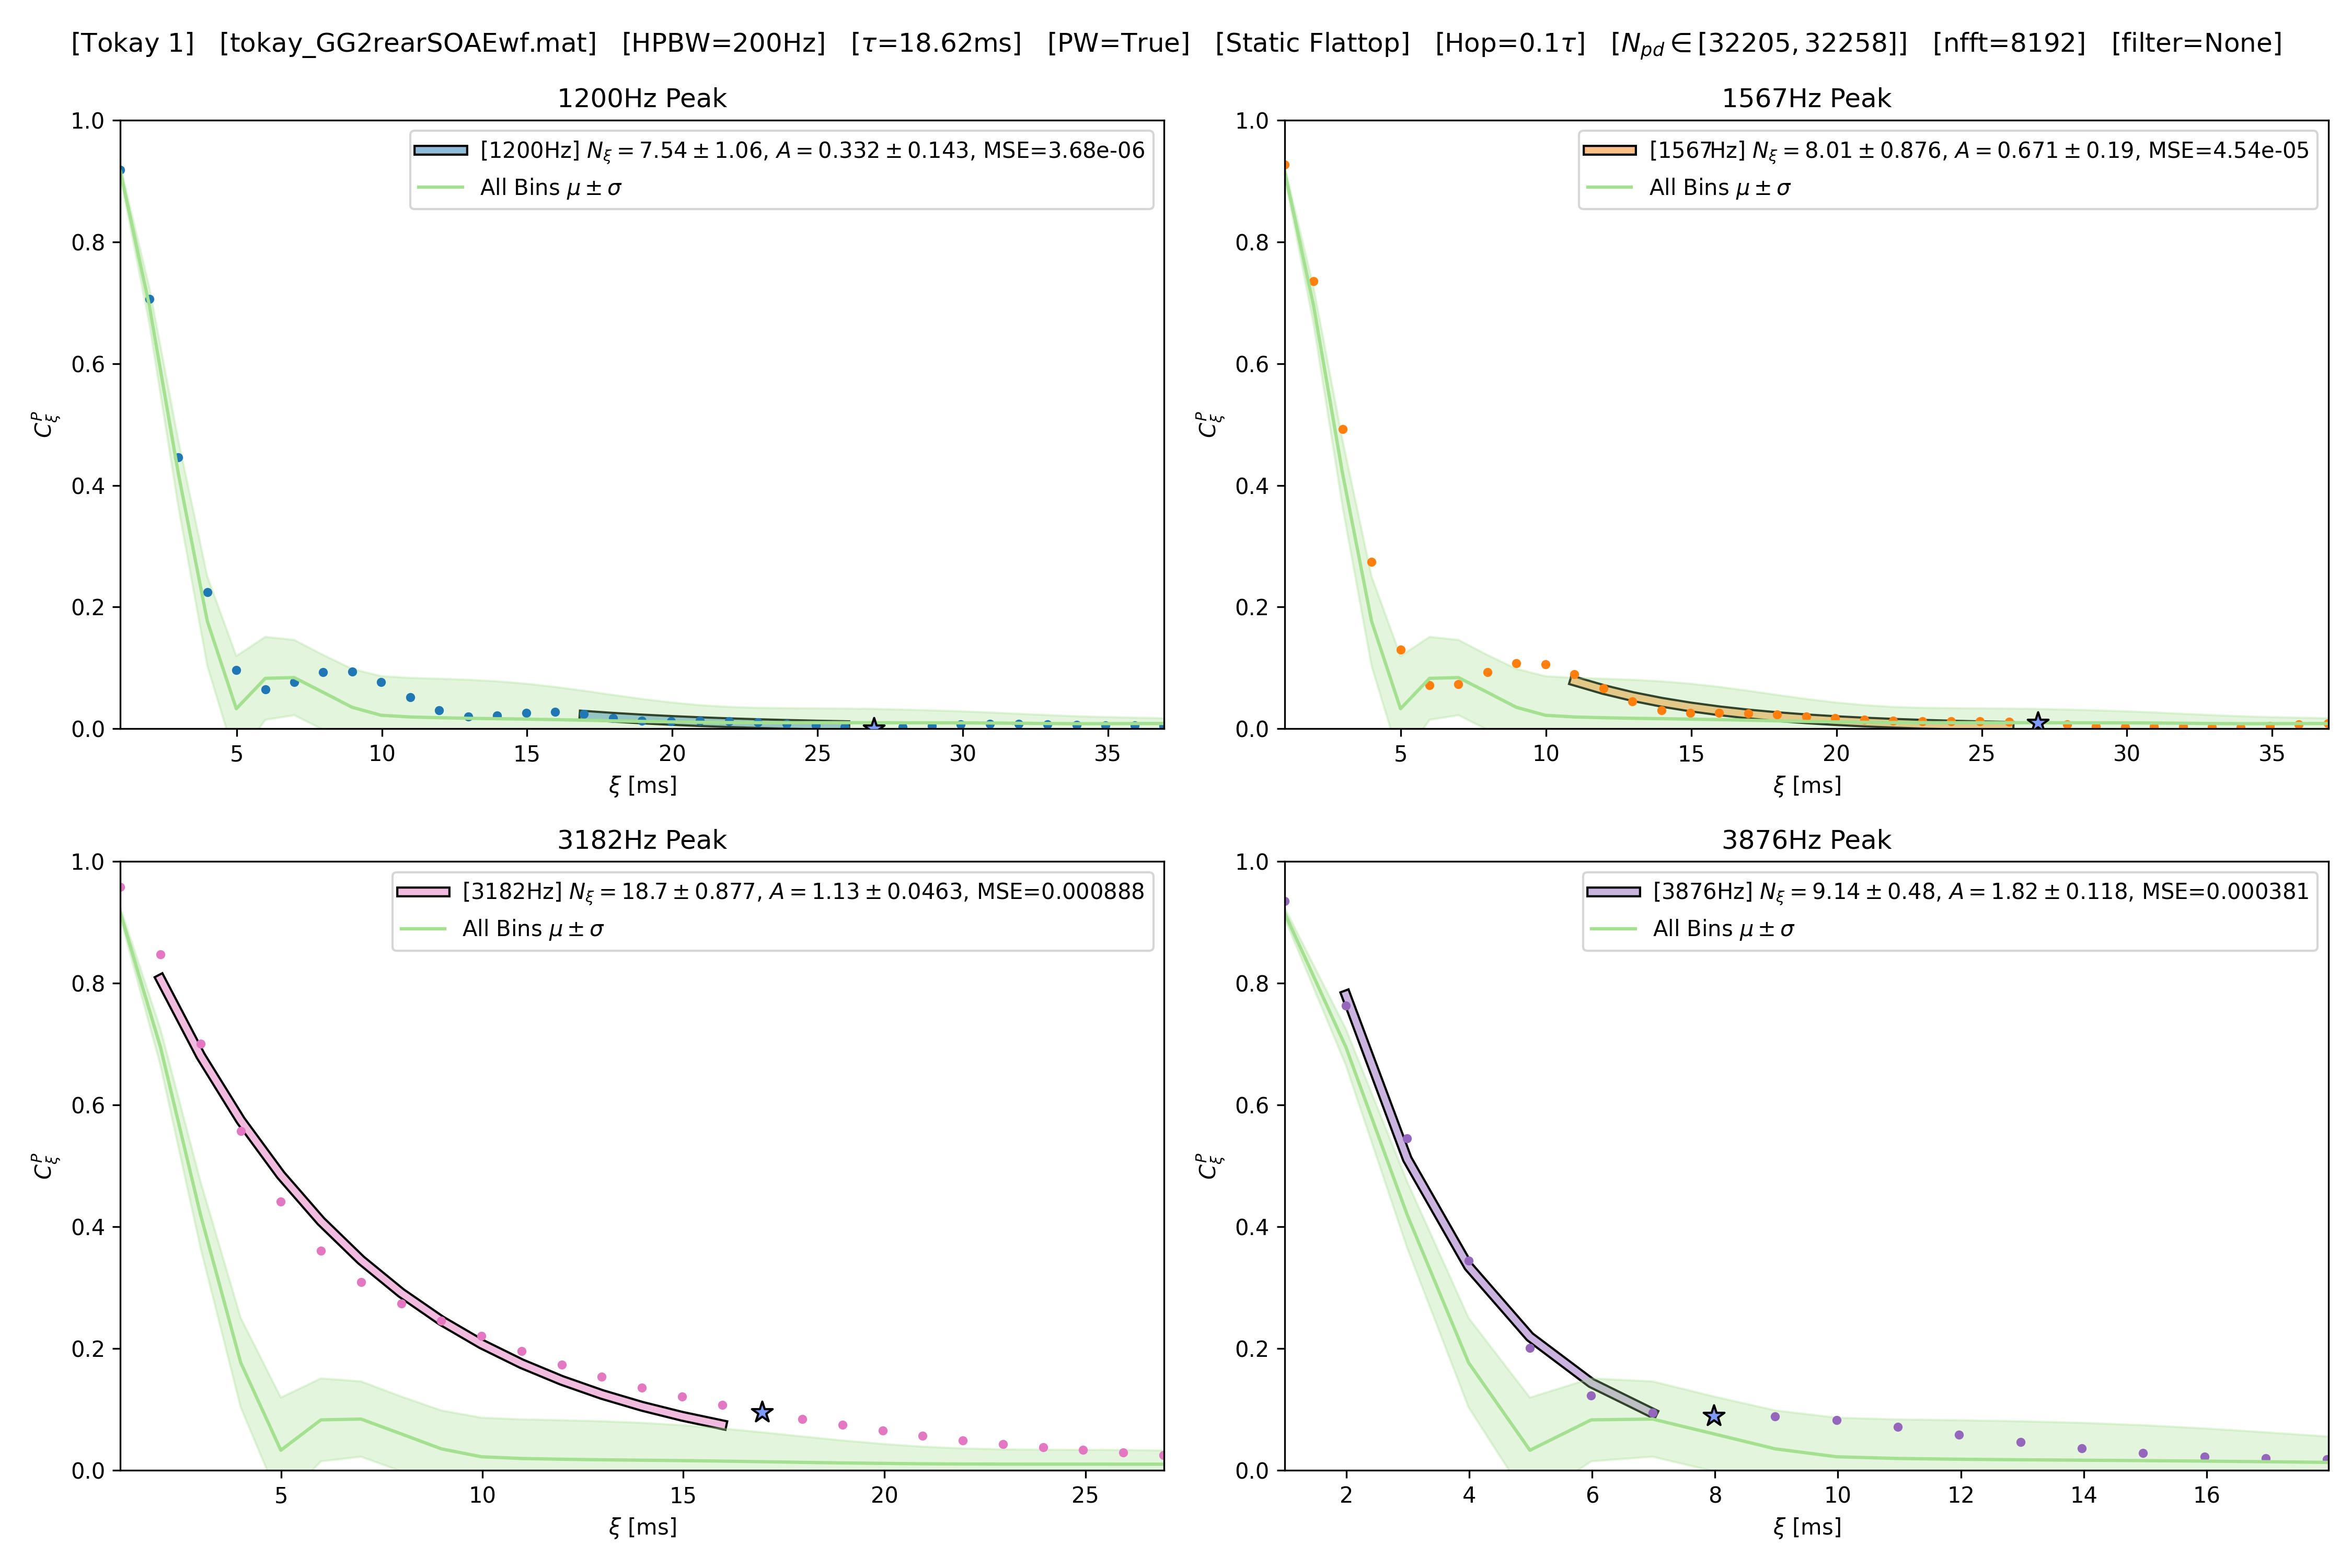 [Tokay 1] [tokay_GG2rearSOAEwf.mat] [HPBW=200Hz] [τ=18.62ms] [PW=True] [Static Flattop] [Hop=0.1τ] [N_pd ∈ [32205, 32258]] [nfft=8192] [filter=None]
1200Hz Peak
[1200Hz] N_ξ = 7.54 ± 1.06, A = 0.332 ± 0.143, MSE=3.68e-06
All Bins μ ± σ
1.0
0.8
0.6
0.4
0.2
0.0
C_ξ^P
5 10 15 20 25 30 35
ξ [ms]
1567Hz Peak
[1567Hz] N_ξ = 8.01 ± 0.876, A = 0.671 ± 0.19, MSE=4.54e-05
All Bins μ ± σ
1.0
0.8
0.6
0.4
0.2
0.0
C_ξ^P
5 10 15 20 25 30 35
ξ [ms]
3182Hz Peak
[3182Hz] N_ξ = 18.7 ± 0.877, A = 1.13 ± 0.0463, MSE=0.000888
All Bins μ ± σ
1.0
0.8
0.6
0.4
0.2
0.0
C_ξ^P
5 10 15 20 25
ξ [ms]
3876Hz Peak
[3876Hz] N_ξ = 9.14 ± 0.48, A = 1.82 ± 0.118, MSE=0.000381
All Bins μ ± σ
1.0
0.8
0.6
0.4
0.2
0.0
C_ξ^P
2 4 6 8 10 12 14 16
ξ [ms]